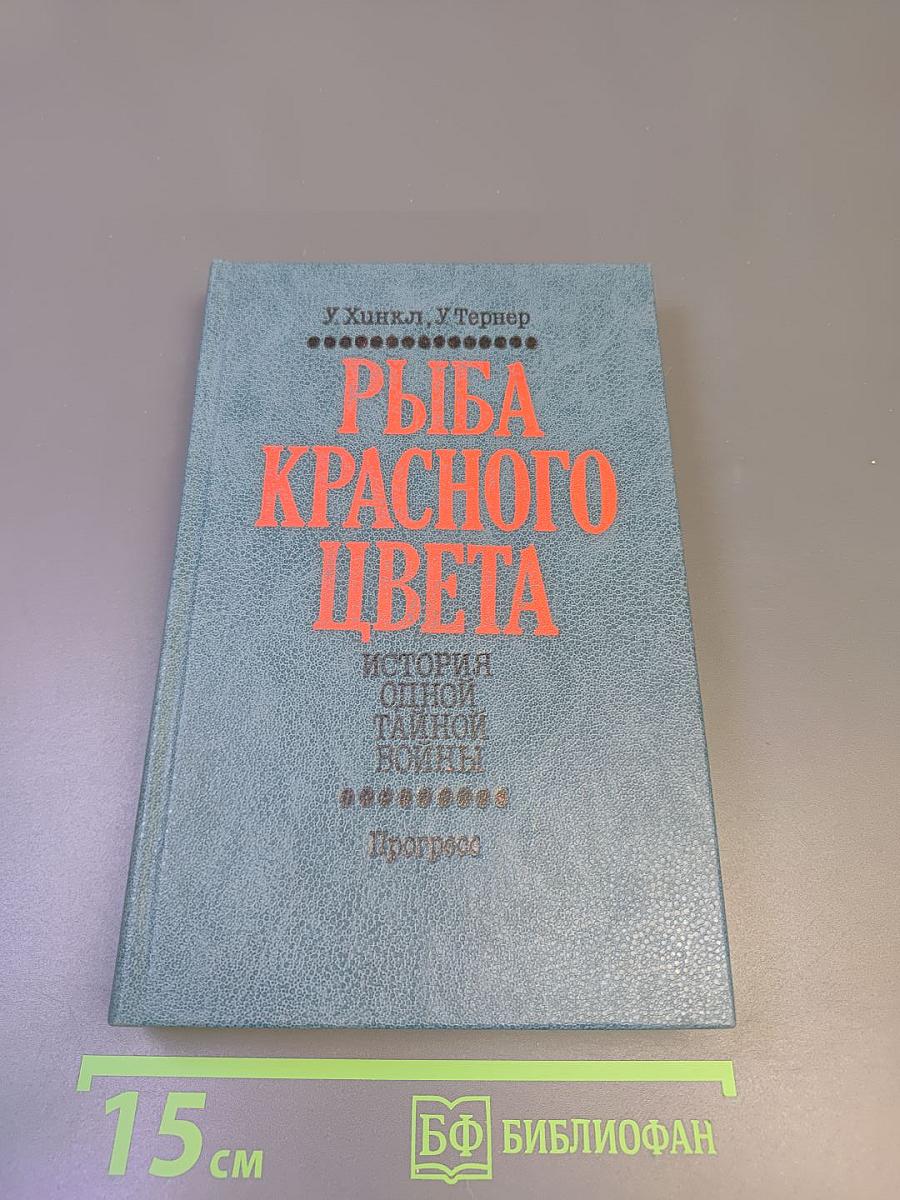 У. Хинкл, У. Тернер
РЫБА
КРАСНОГО
ЦВЕТА
ИСТОРИЯ
ОДНОЙ
ТАЙНОЙ
ВОЙНЫ
Прогресс
15 см
БФ БИБЛИОФАН